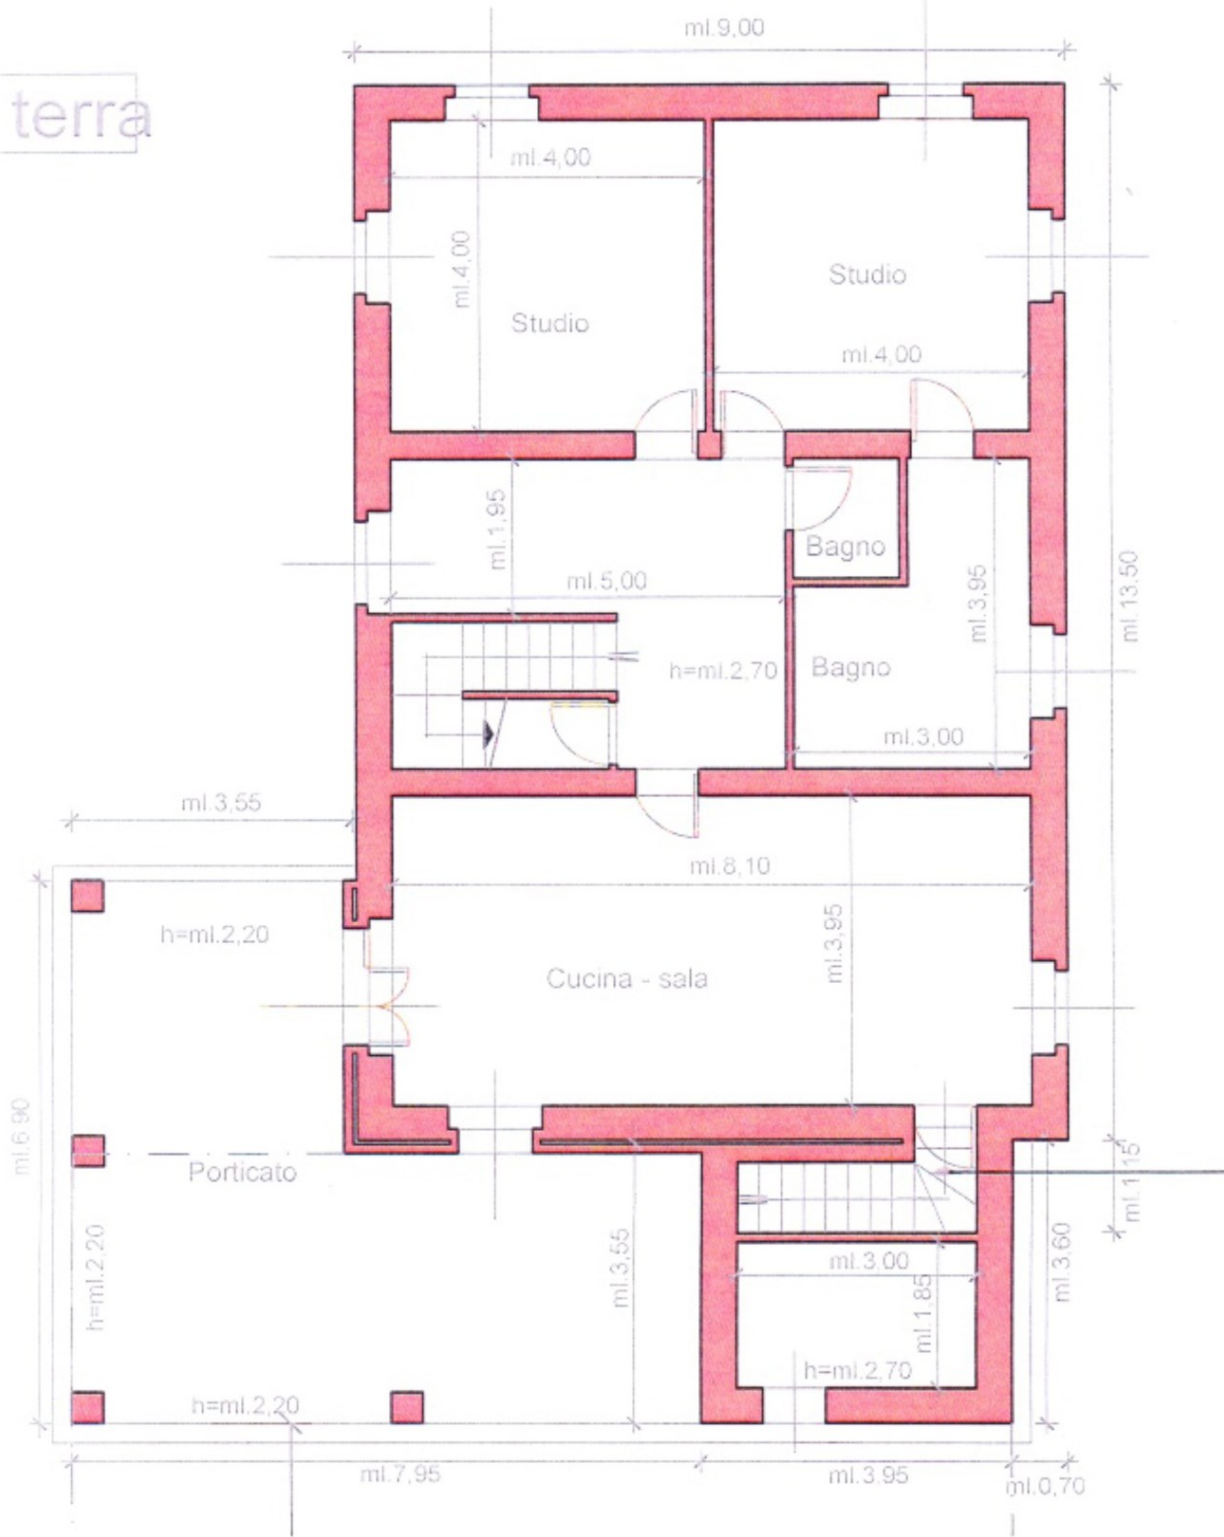 ml.9,00
terra
ml.4,00
ml.4,00
Studio
Studio
ml.4,00
ml.1,95
Bagno
ml.5,00
ml.3,95
ml.13,50
h=ml.2,70
Bagno
ml.3,00
ml.3,55
ml.8,10
h=ml.2,20
ml.3,95
Cucina - sala
ml.6,90
Porticato
ml.1,15
h=ml.2,20
ml.3,55
ml.3,60
ml.3,00
ml.1,85
h=ml.2,70
h=ml.2,20
ml.7,95
ml.3,95
ml.0,70